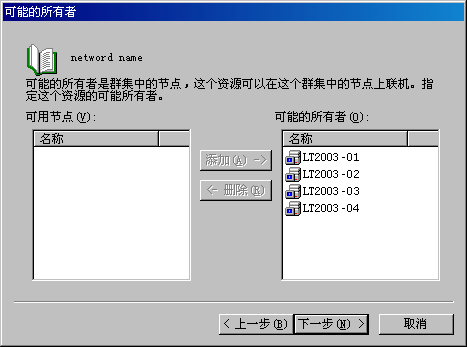 可能的所有者
netword name
可能的所有者是群集中的节点，这个资源可以在这个群集中的节点上联机。指
定这个资源的可能所有者。
可用节点(V):
可能的所有者(O):
名称
名称
LT2003-01
LT2003-02
LT2003-03
LT2003-04
添加(A) ->
<- 删除(R)
< 上一步(B)
下一步(N) >
取消